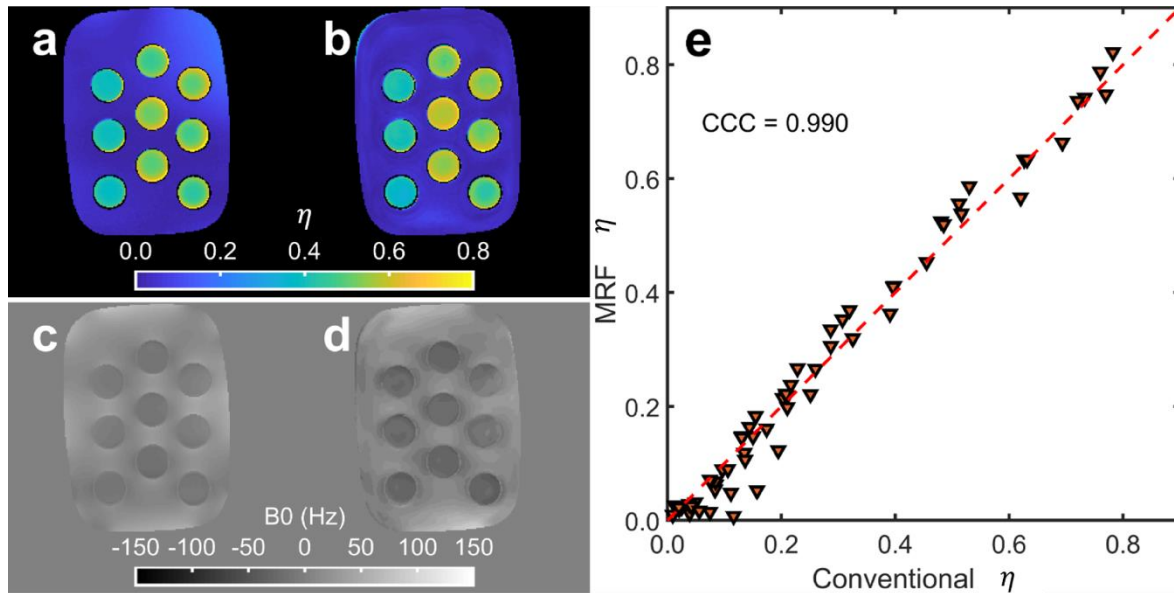 a
b
η
0.0 0.2 0.4 0.6 0.8
c
d
B0 (Hz)
-150 -100 -50 0 50 100 150
e
CCC = 0.990
MRF η
0.8
0.6
0.4
0.2
0.0
0.0 0.2 0.4 0.6 0.8
Conventional η